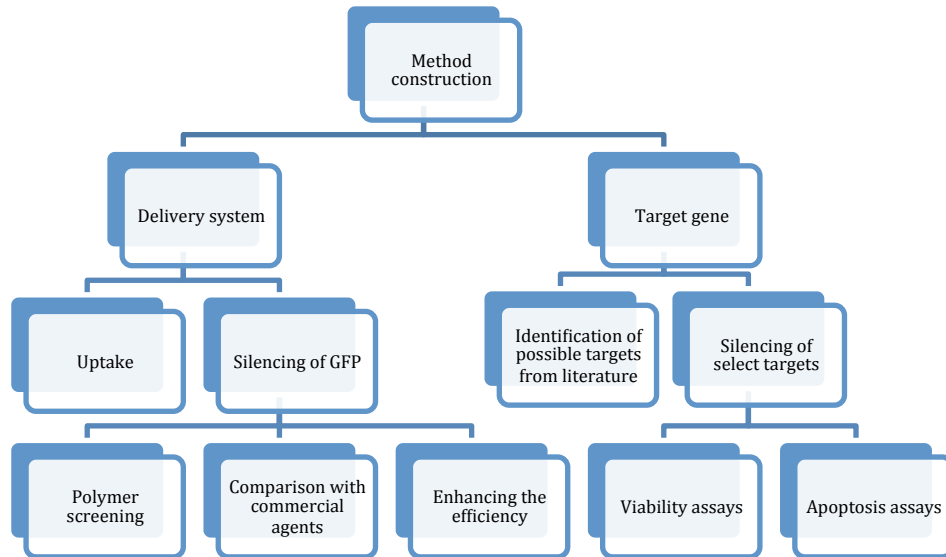 Method
construction
Delivery system
Target gene
Uptake
Silencing of GFP
Identification of
possible targets
from literature
Silencing of
select targets
Polymer
screening
Comparison with
commercial
agents
Enhancing the
efficiency
Viability assays
Apoptosis assays